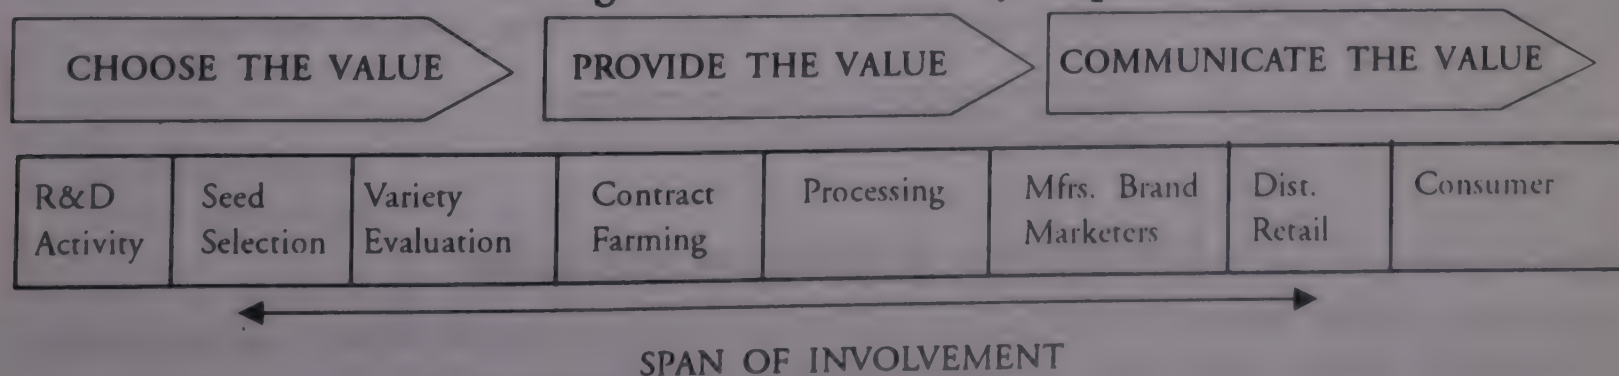 CHOOSE THE VALUE
PROVIDE THE VALUE
COMMUNICATE THE VALUE
R&D
Activity
Seed
Selection
Variety
Evaluation
Contract
Farming
Processing
Mfrs. Brand
Marketers
Dist.
Retail
Consumer
SPAN OF INVOLVEMENT